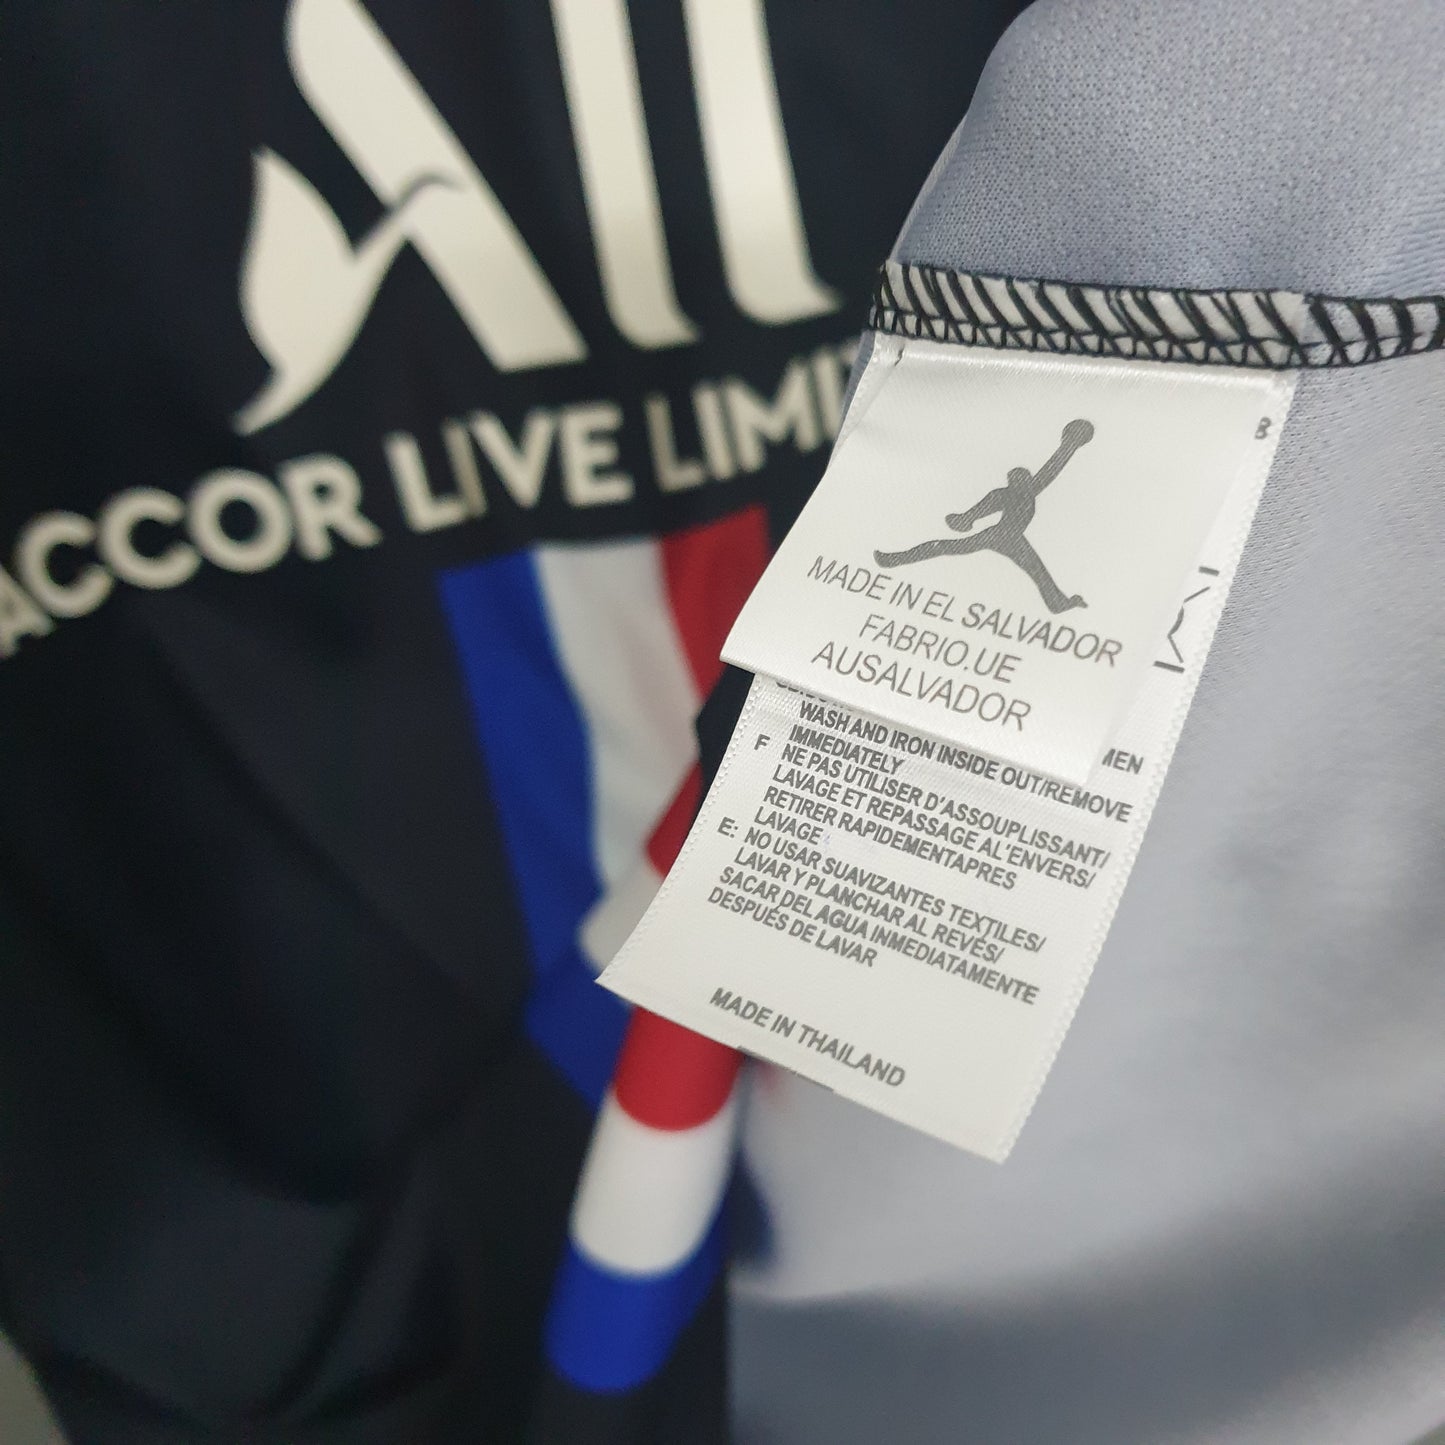 All
ACCOR LIVE
MADE IN EL SALVADOR
FABRIO.UE
AUSALVADOR
WASH AND IRON INSIDE OUT/REMOVE
IMMEDIATELY
F NE PAS UTILISER D'ASSOUPLISSANT/
LAVAGE ET REPASSAGE AL'ENVERS/
RETIRER RAPIDEMENTAPRES
LAVAGE
E: NO USAR SUAVIZANTES TEXTILES/
LAVAR Y PLANCHAR AL REVÉS/
SACAR DEL AGUA INMEDIATAMENTE
DESPUÉS DE LAVAR
MADE IN THAILAND